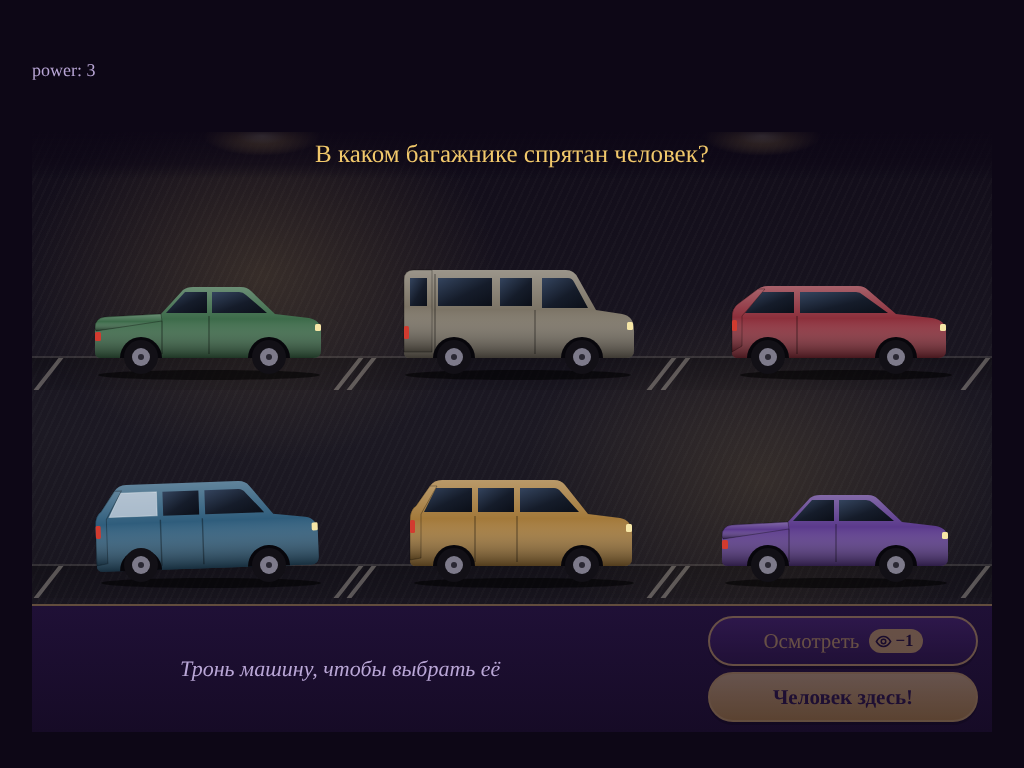 power: 3
В каком багажнике спрятан человек?
Осмотреть −1
Тронь машину, чтобы выбрать её
Человек здесь!